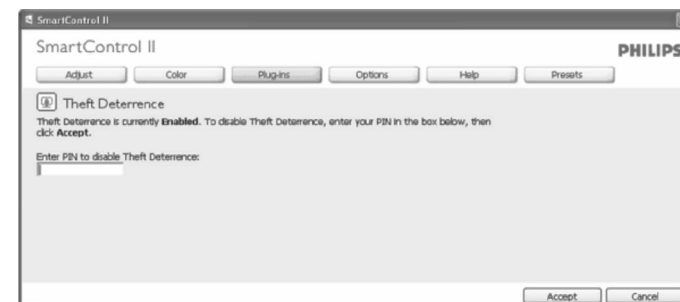 SmartControl II
SmartControl II
PHILIPS
Adjust Color Plug-ins Options Help Presets
Theft Deterrence
Theft Deterrence is currently Enabled. To disable Theft Deterrence, enter your PIN in the box below, then
click Accept.
Enter PIN to disable Theft Deterrence:
Accept Cancel